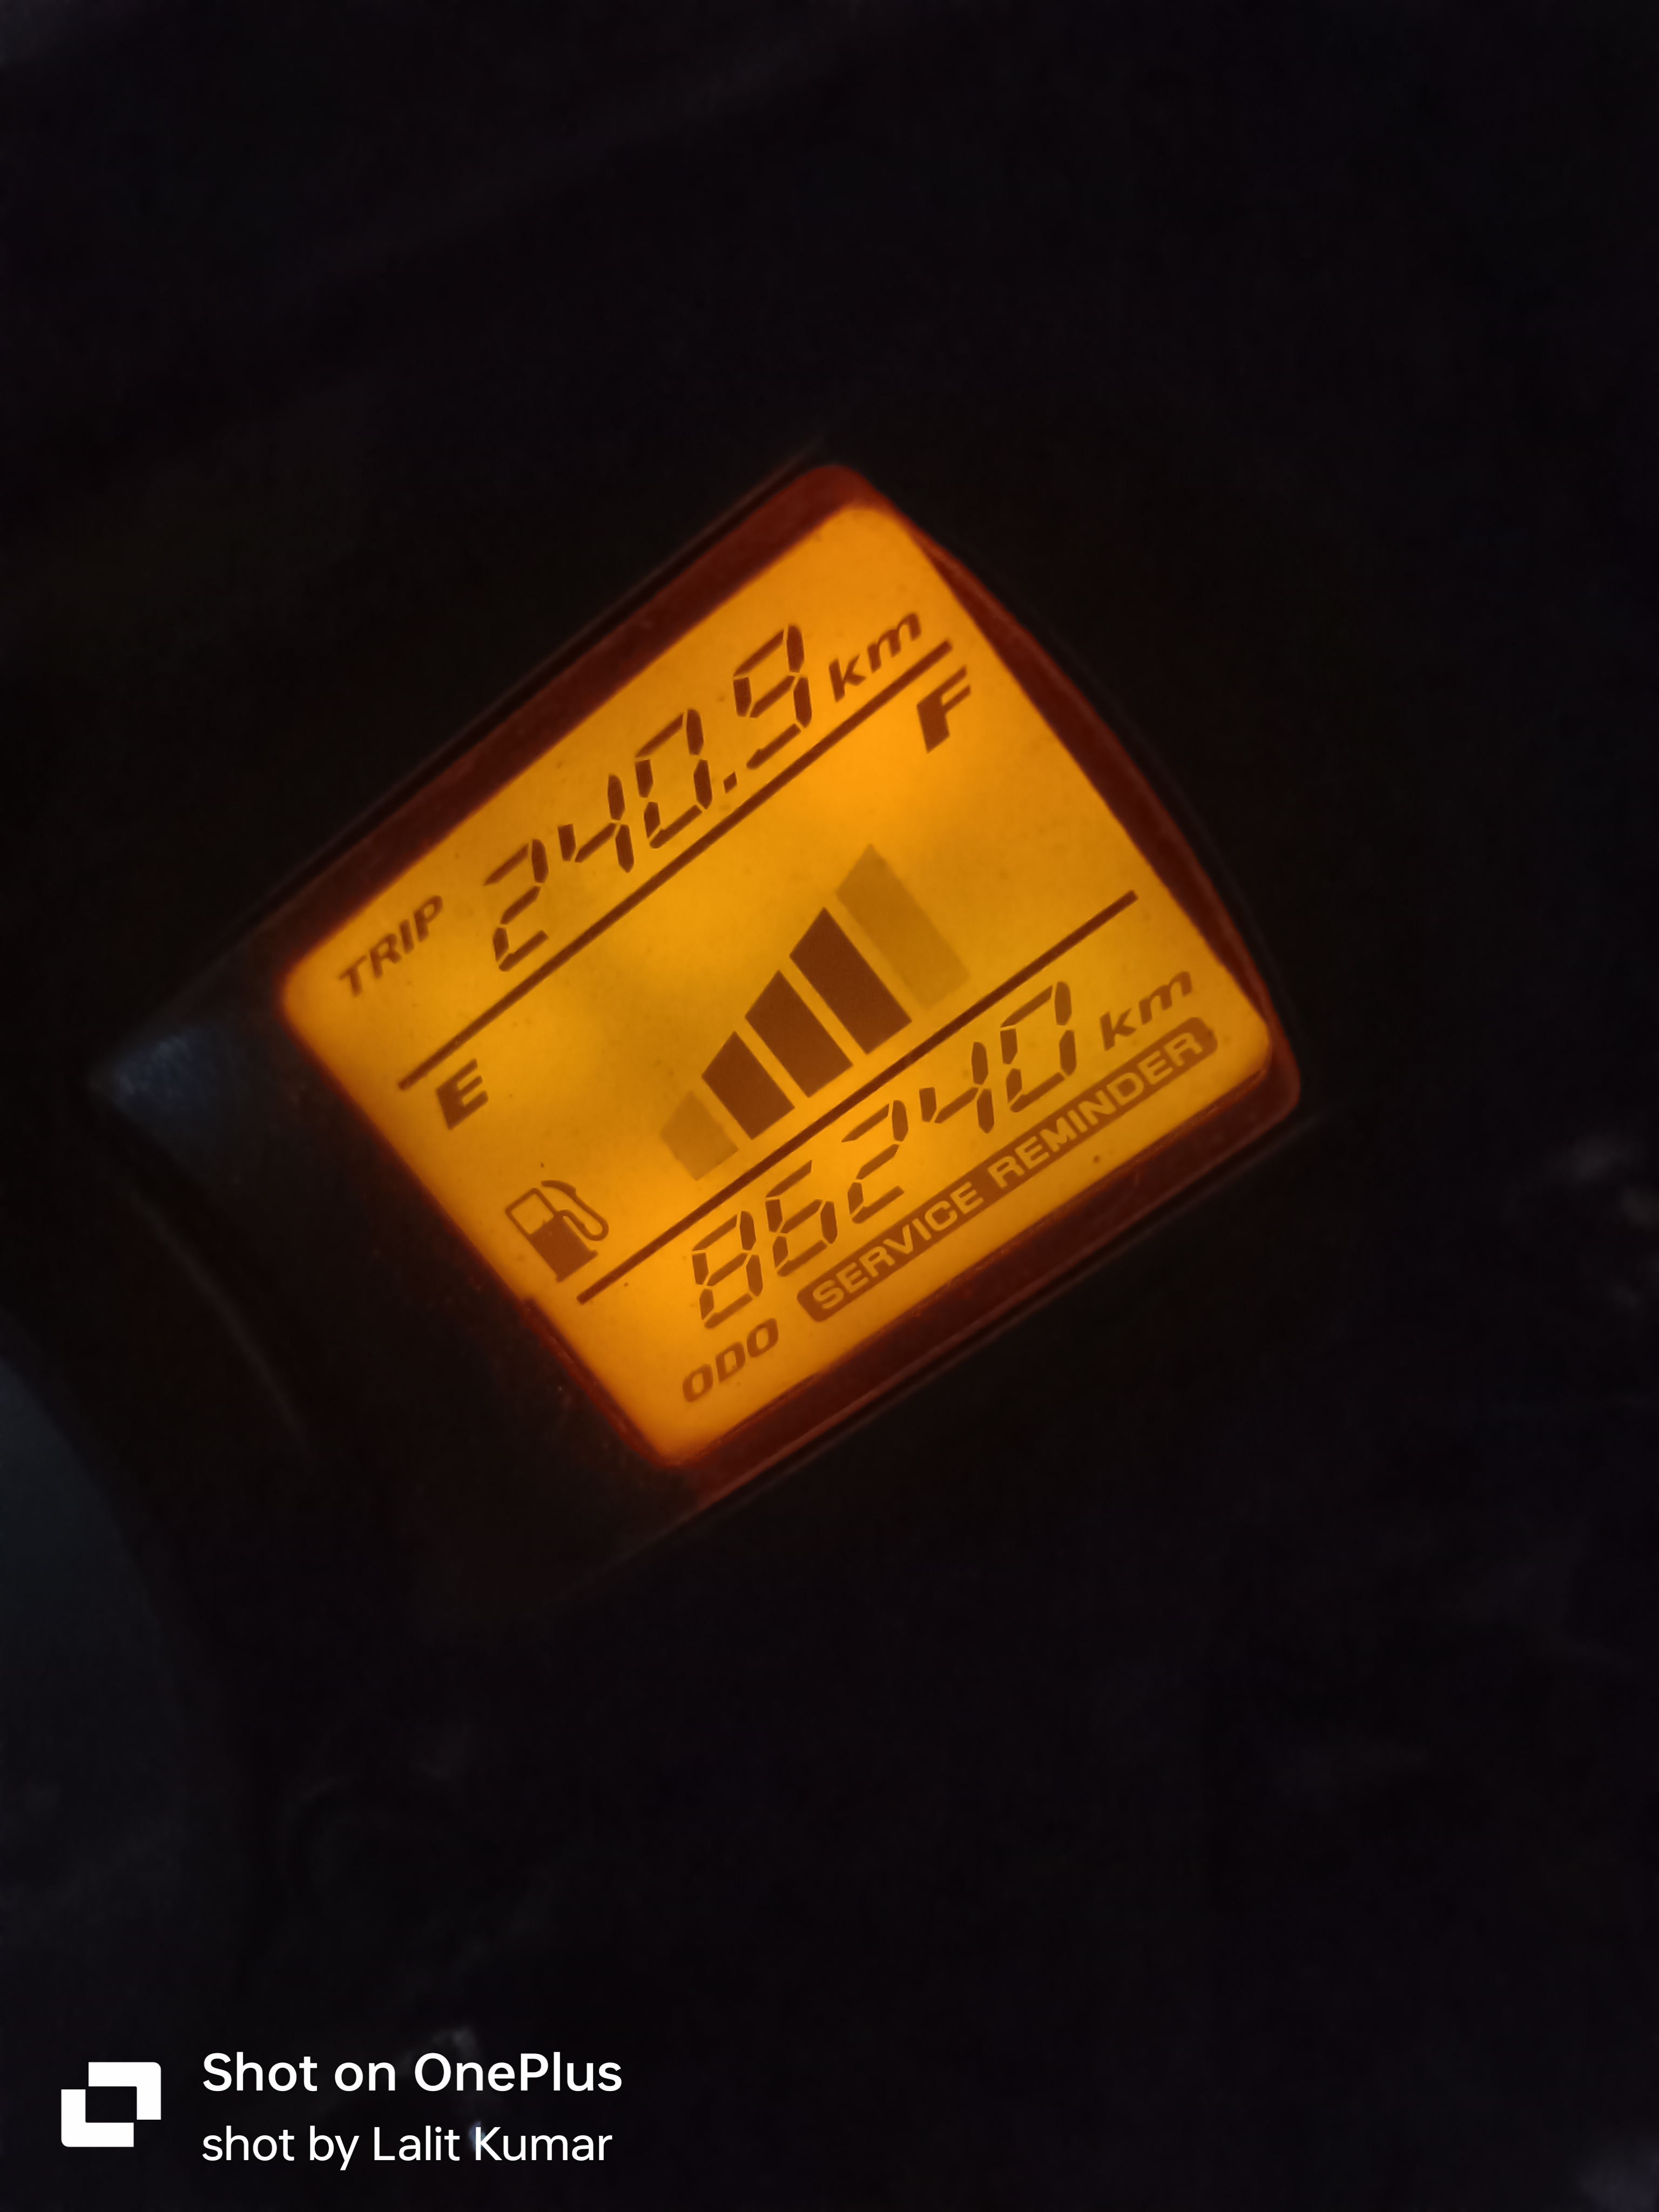 TRIP 240.9 km
E F
86240 km
ODO SERVICE REMINDER
Shot on OnePlus
shot by Lalit Kumar